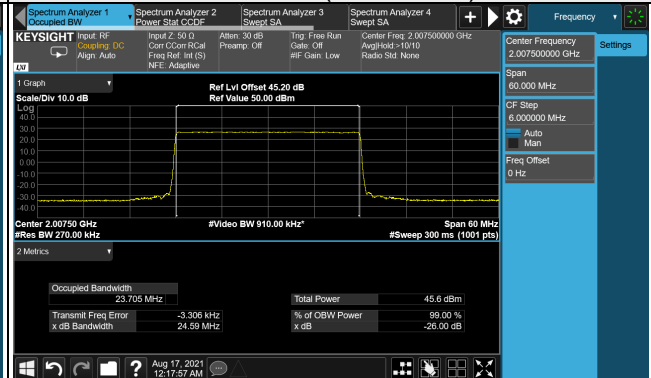 Spectrum Analyzer 1
Occupied BW
Spectrum Analyzer 2
Power Stat CCDF
Spectrum Analyzer 3
Swept SA
Spectrum Analyzer 4
Swept SA
Frequency
KEYSIGHT
Input: RF
Coupling: DC
Align: Auto
Input Z: 50 Ω
Corr CCorr RCal
Freq Ref: Int (S)
NFE: Adaptive
Atten: 30 dB
Preamp: Off
Trig: Free Run
Gate: Off
#IF Gain: Low
Center Freq: 2.007500000 GHz
Avg|Hold:>10/10
Radio Std: None
LXI
Center Frequency
2.007500000 GHz
Settings
Span
60.000 MHz
CF Step
6.000000 MHz
Auto
Man
Freq Offset
0 Hz
1 Graph
Scale/Div 10.0 dB
Ref Lvl Offset 45.20 dB
Ref Value 50.00 dBm
Log
40.0
30.0
20.0
10.0
0.00
-10.0
-20.0
-30.0
-40.0
Center 2.00750 GHz
#Video BW 910.00 kHz*
Span 60 MHz
#Res BW 270.00 kHz
#Sweep 300 ms (1001 pts)
2 Metrics
Occupied Bandwidth
23.705 MHz
Total Power 45.6 dBm
Transmit Freq Error -3.306 kHz
% of OBW Power 99.00 %
x dB Bandwidth 24.59 MHz
x dB -26.00 dB
?
Aug 17, 2021
12:17:57 AM